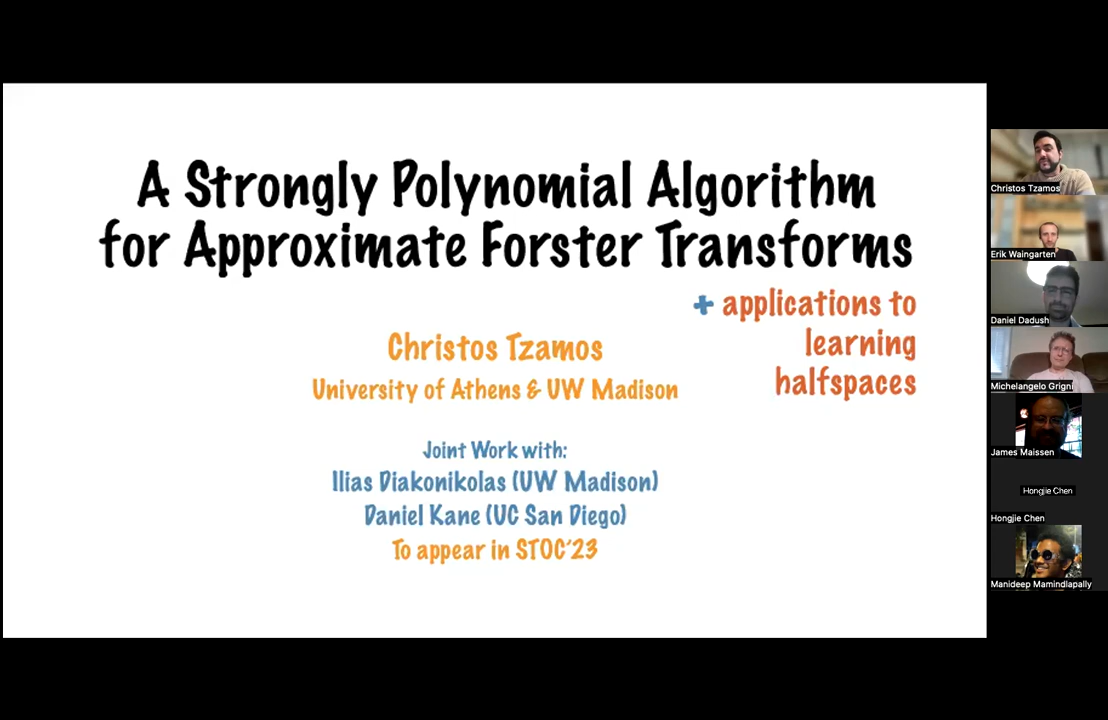 A Strongly Polynomial Algorithm
for Approximate Forster Transforms
+ applications to
learning
halfspaces
Christos Tzamos
University of Athens & UW Madison
Joint Work with:
Ilias Diakonikolas (UW Madison)
Daniel Kane (UC San Diego)
To appear in STOC'23
Christos Tzamos
Erik Waingarten
Daniel Dadush
Michelangelo Grigni
James Maissen
Hongjie Chen
Hongjie Chen
Manideep Mamindlapally